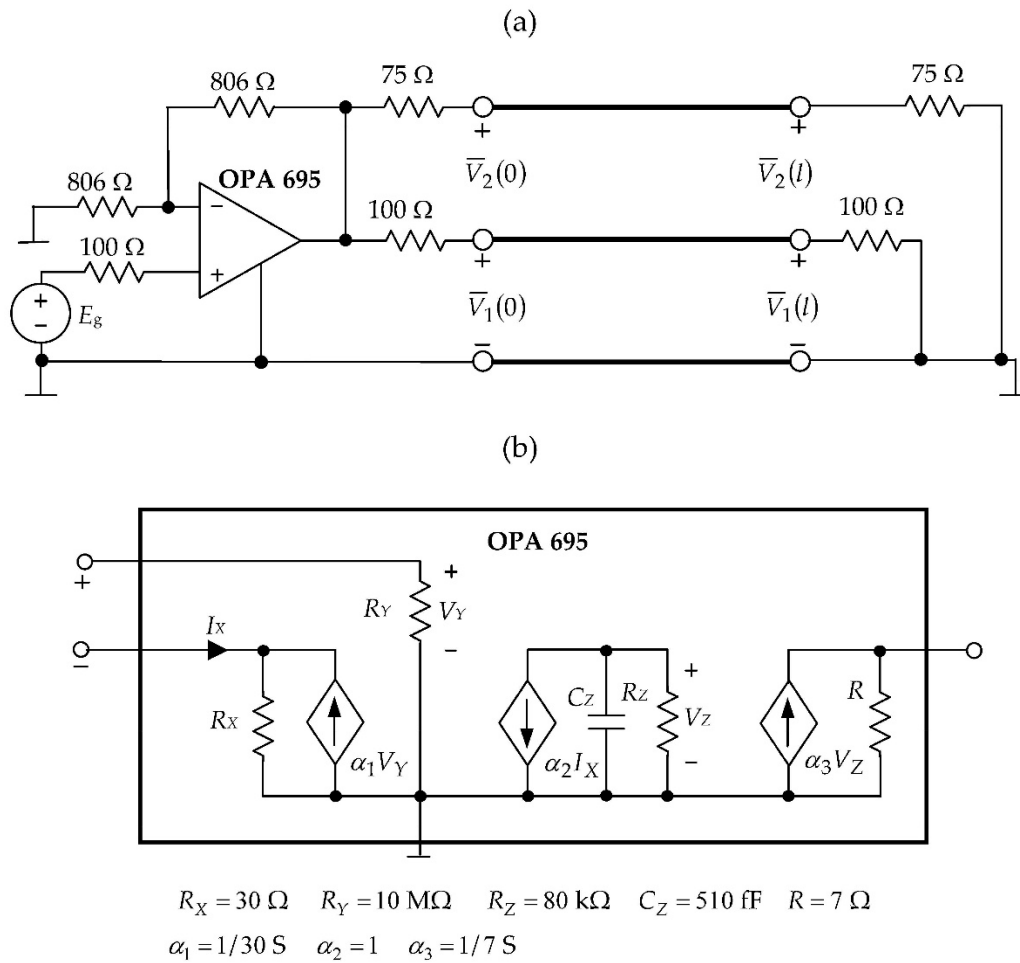 (a)
806 Ω
75 Ω
75 Ω
+
+
V̅₂(0)
V̅₂(l)
806 Ω
OPA 695
−
100 Ω
100 Ω
100 Ω
+
+
+
+
−
E_g
V̅₁(0)
V̅₁(l)
−
−
(b)
OPA 695
+
+
R_Y
V_Y
I_X
−
−
+
C_Z
R_Z
R
R_X
V_Z
α₁V_Y
α₂I_X
−
α₃V_Z
R_X = 30 Ω R_Y = 10 MΩ R_Z = 80 kΩ C_Z = 510 fF R = 7 Ω
α₁ = 1/30 S α₂ = 1 α₃ = 1/7 S